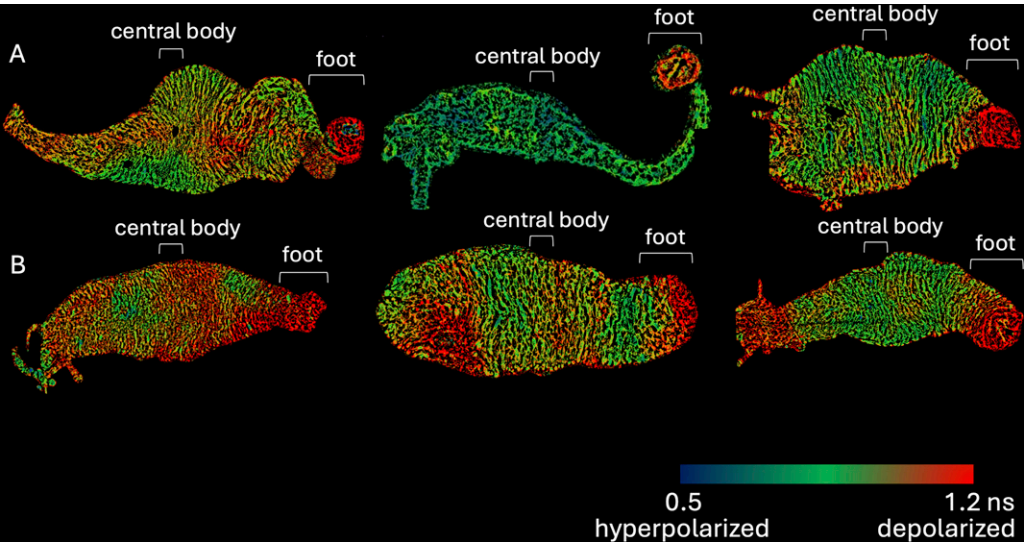 A
central body
foot
central body
foot
central body
foot
B
central body
foot
central body
foot
central body
foot
0.5
1.2 ns
hyperpolarized
depolarized